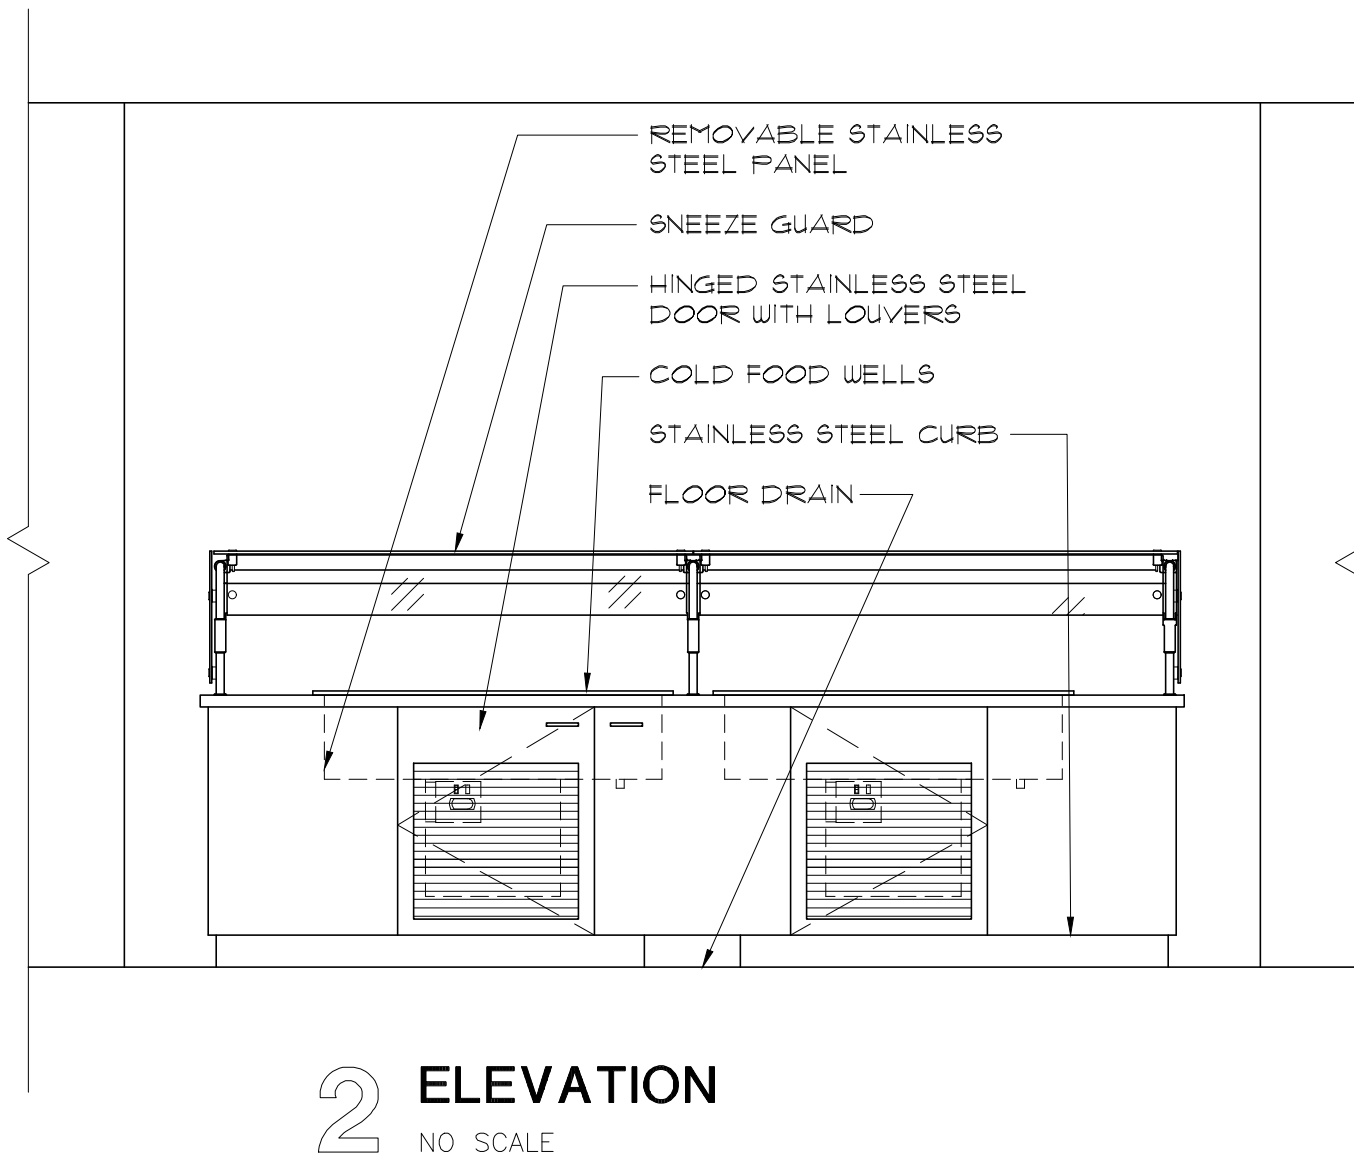 REMOVABLE STAINLESS
STEEL PANEL
SNEEZE GUARD
HINGED STAINLESS STEEL
DOOR WITH LOUVERS
COLD FOOD WELLS
STAINLESS STEEL CURB
FLOOR DRAIN
2 ELEVATION
NO SCALE